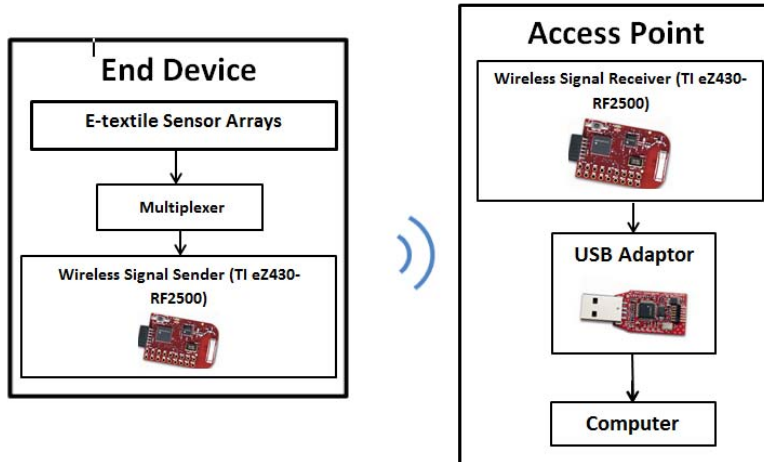 End Device
E-textile Sensor Arrays
Multiplexer
Wireless Signal Sender (TI eZ430-
RF2500)
Access Point
Wireless Signal Receiver (TI eZ430-
RF2500)
USB Adaptor
Computer